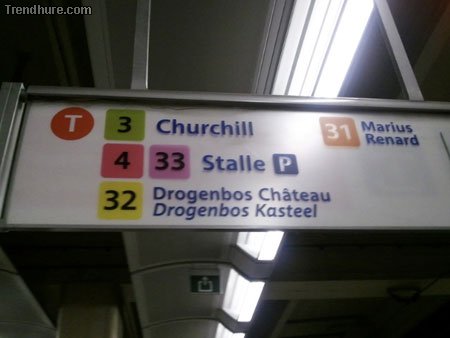 Trendhure.com
T 3 Churchill
4 33 Stalle P
32 Drogenbos Château
Drogenbos Kasteel
31 Marius
Renard